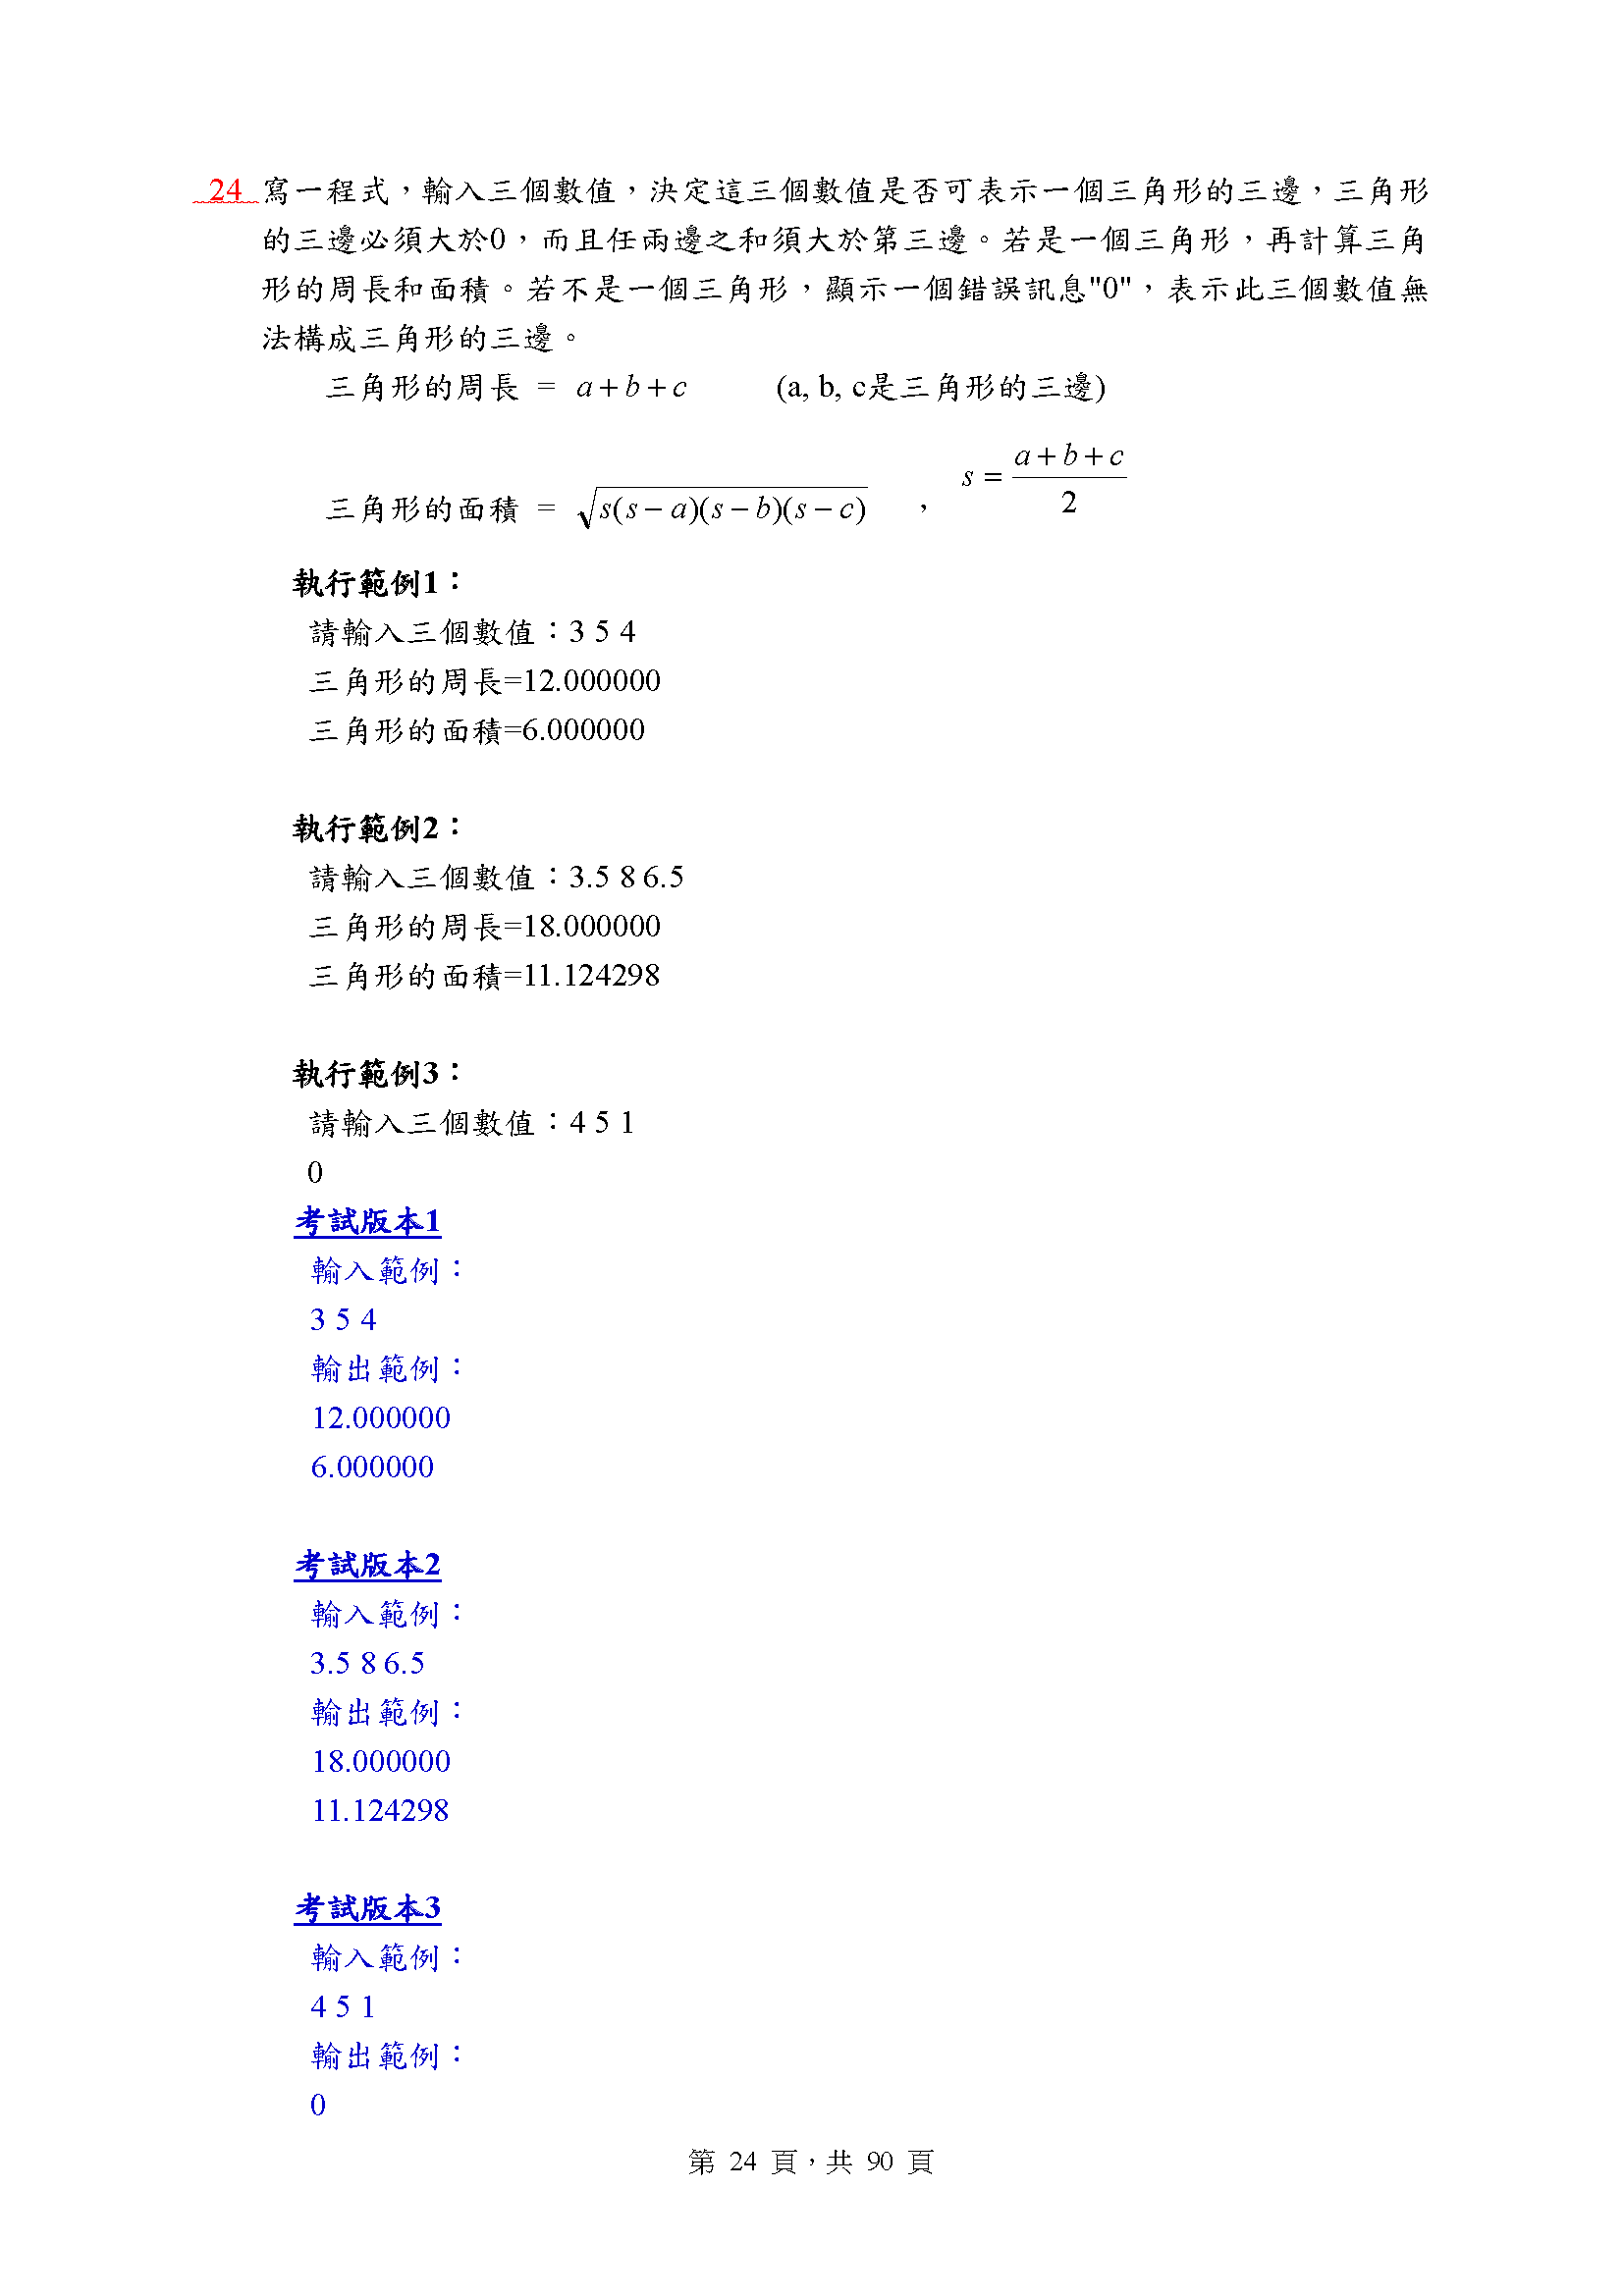 24 寫一程式，輸入三個數值，決定這三個數值是否可表示一個三角形的三邊，三角形
的三邊必須大於0，而且任兩邊之和須大於第三邊。若是一個三角形，再計算三角
形的周長和面積。若不是一個三角形，顯示一個錯誤訊息"0"，表示此三個數值無
法構成三角形的三邊。
三角形的周長 = a + b + c (a, b, c是三角形的三邊)
三角形的面積 = √s(s − a)(s − b)(s − c) ， s = (a + b + c)/2
執行範例1：
請輸入三個數值：3 5 4
三角形的周長=12.000000
三角形的面積=6.000000
執行範例2：
請輸入三個數值：3.5 8 6.5
三角形的周長=18.000000
三角形的面積=11.124298
執行範例3：
請輸入三個數值：4 5 1
0
考試版本1
輸入範例：
3 5 4
輸出範例：
12.000000
6.000000
考試版本2
輸入範例：
3.5 8 6.5
輸出範例：
18.000000
11.124298
考試版本3
輸入範例：
4 5 1
輸出範例：
0
第 24 頁，共 90 頁